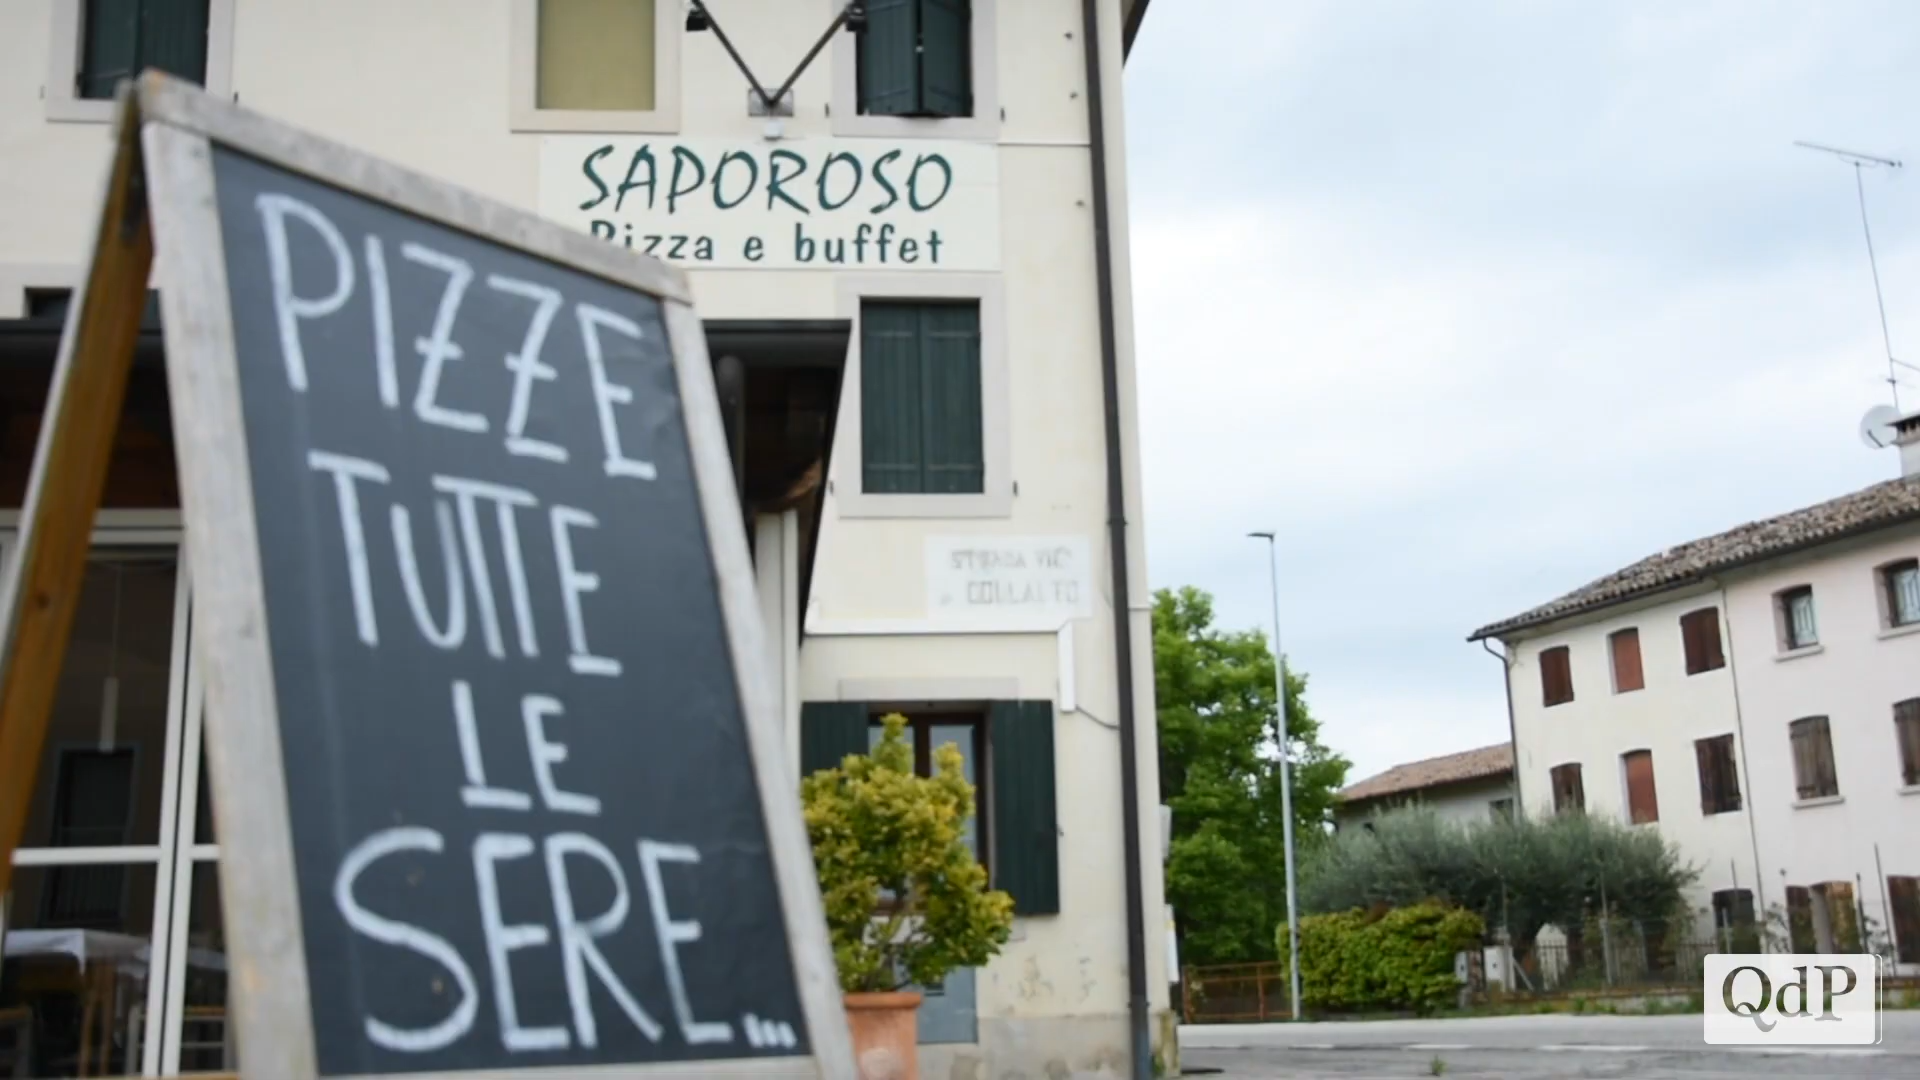 SAPOROSO
Pizza e buffet
PIZZE
TUTTE
LE
SERE...
COLLALTO
QdP